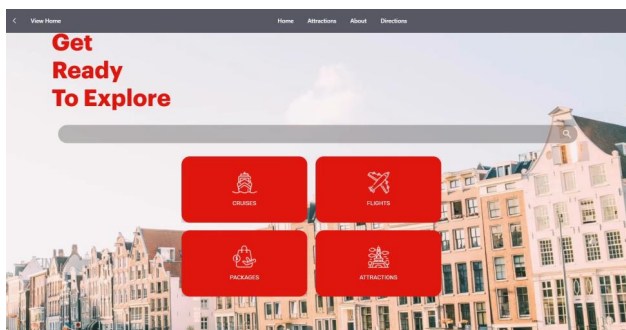 View Home
Home Attractions About Directions
Get
Ready
To Explore
CRUISES FLIGHTS
PACKAGES ATTRACTIONS